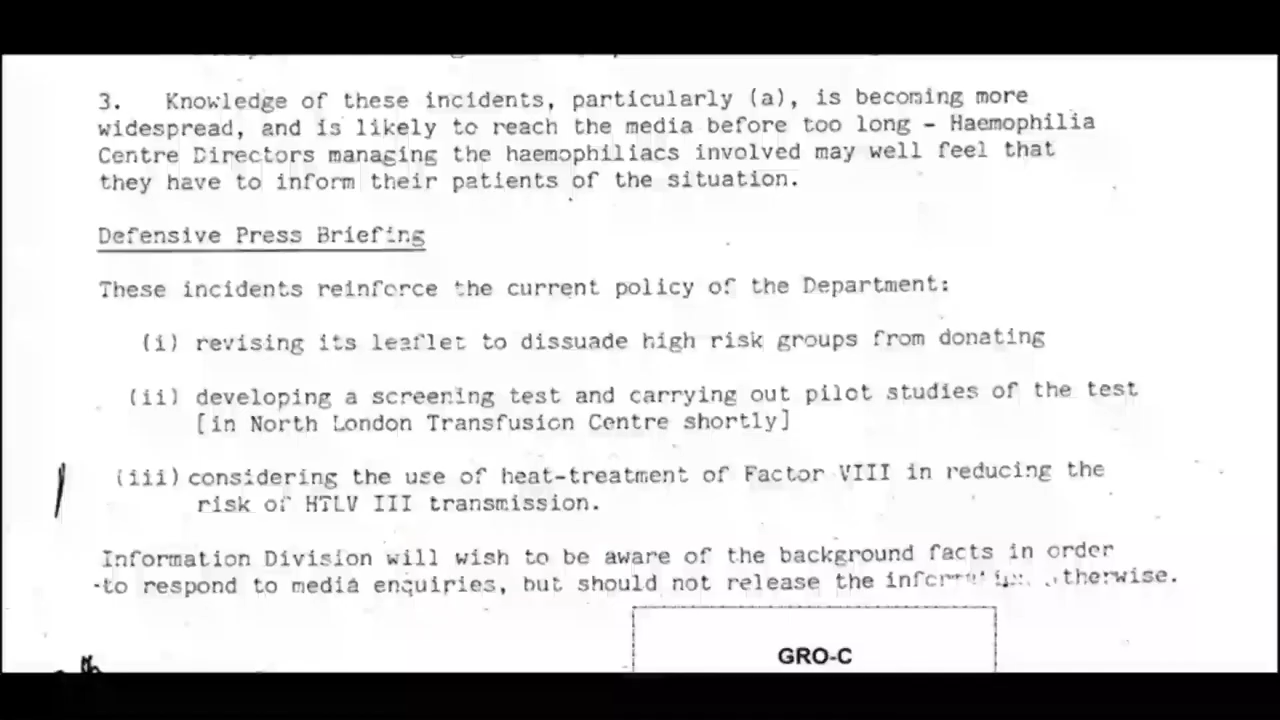 3. Knowledge of these incidents, particularly (a), is becoming more
widespread, and is likely to reach the media before too long - Haemophilia
Centre Directors managing the haemophiliacs involved may well feel that
they have to inform their patients of the situation.
Defensive Press Briefing
These incidents reinforce the current policy of the Department:
(i) revising its leaflet to dissuade high risk groups from donating
(ii) developing a screening test and carrying out pilot studies of the test
[in North London Transfusion Centre shortly]
(iii) considering the use of heat-treatment of Factor VIII in reducing the
risk of HTLV III transmission.
Information Division will wish to be aware of the background facts in order
to respond to media enquiries, but should not release the
GRO-C